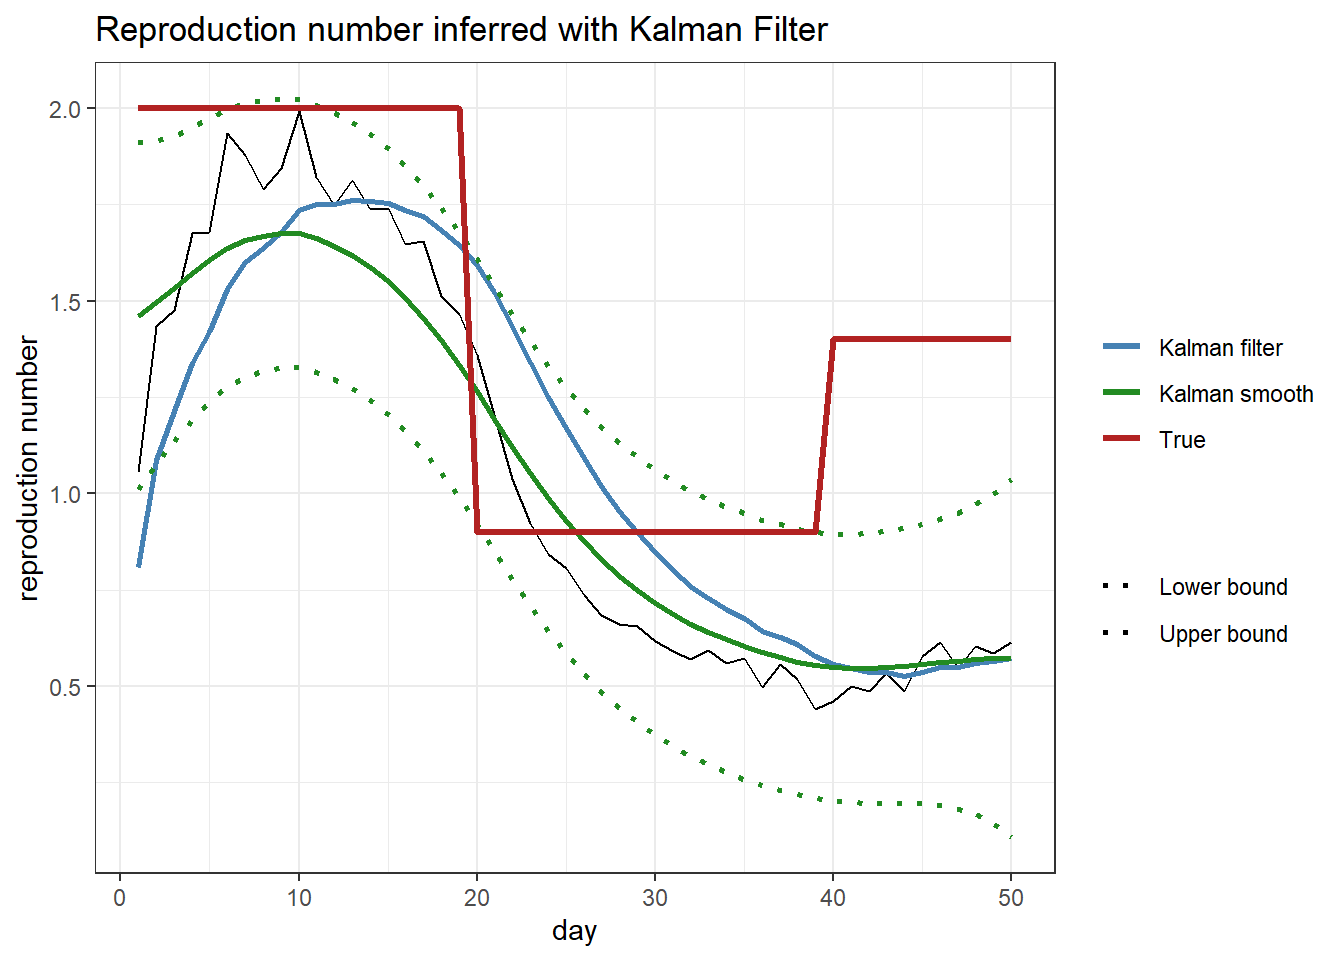 Reproduction number inferred with Kalman Filter
reproduction number
2.0
1.5
1.0
0.5
0
10
20
30
40
50
day
Kalman filter
Kalman smooth
True
Lower bound
Upper bound